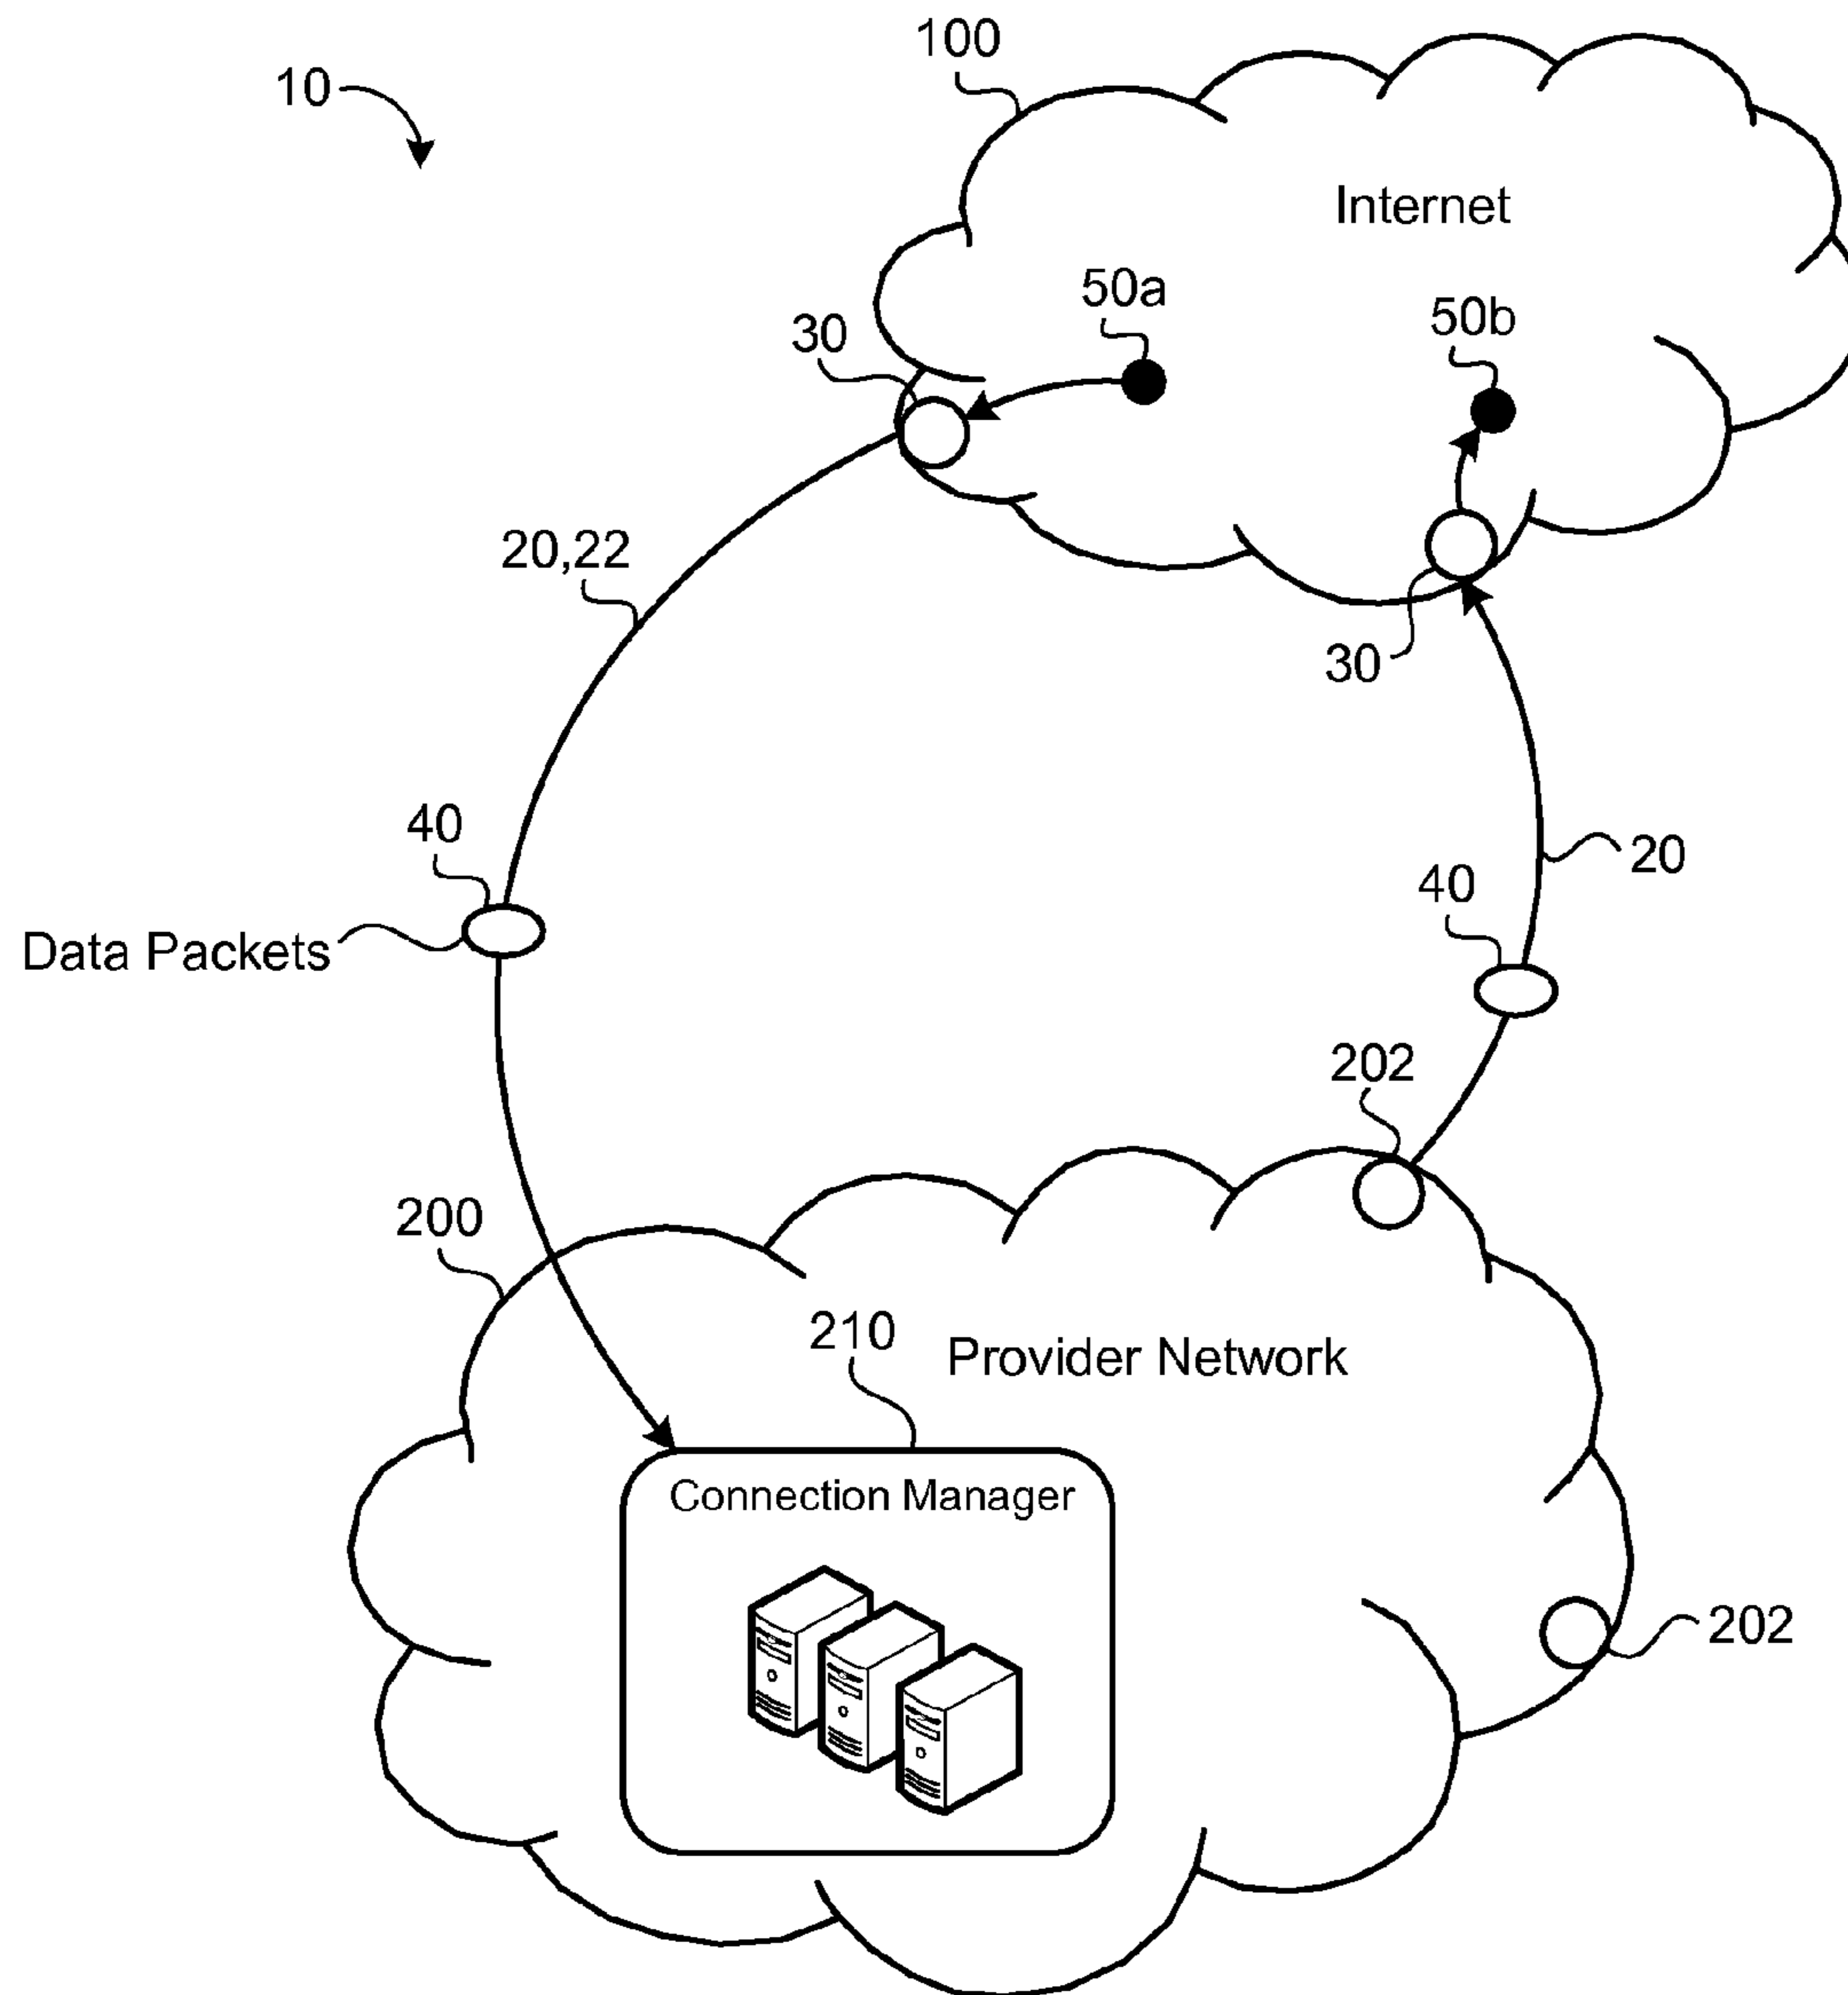 100
10
Internet
50a
50b
30
20,22
30
40
20
40
Data Packets
202
200
210
Provider Network
Connection Manager
202